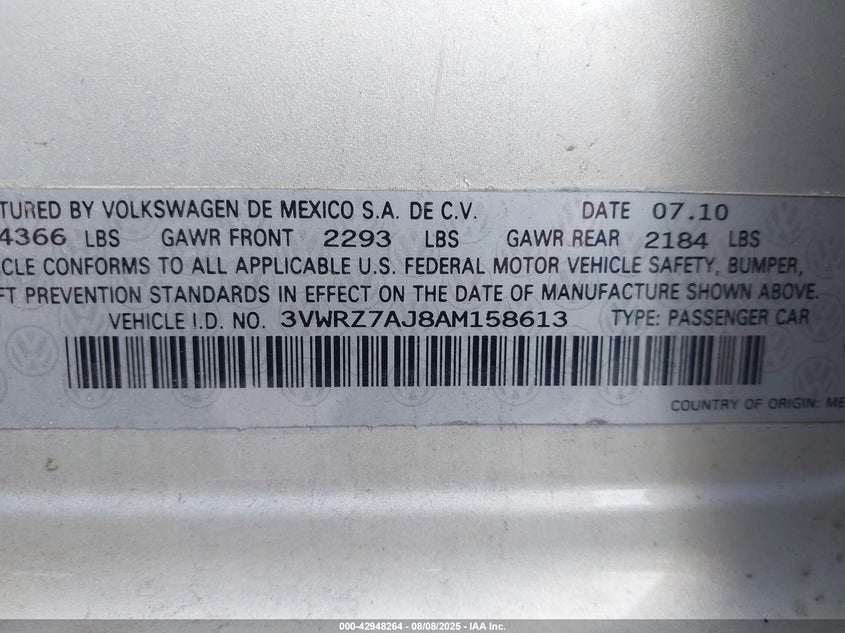 TURED BY VOLKSWAGEN DE MEXICO S.A. DE C.V. DATE 07.10
4366 LBS GAWR FRONT 2293 LBS GAWR REAR 2184 LBS
CLE CONFORMS TO ALL APPLICABLE U.S. FEDERAL MOTOR VEHICLE SAFETY, BUMPER,
FT PREVENTION STANDARDS IN EFFECT ON THE DATE OF MANUFACTURE SHOWN ABOVE.
VEHICLE I.D. NO. 3VWRZ7AJ8AM158613 TYPE: PASSENGER CAR
COUNTRY OF ORIGIN: ME
000-42948264 - 08/08/2025 - IAA Inc.